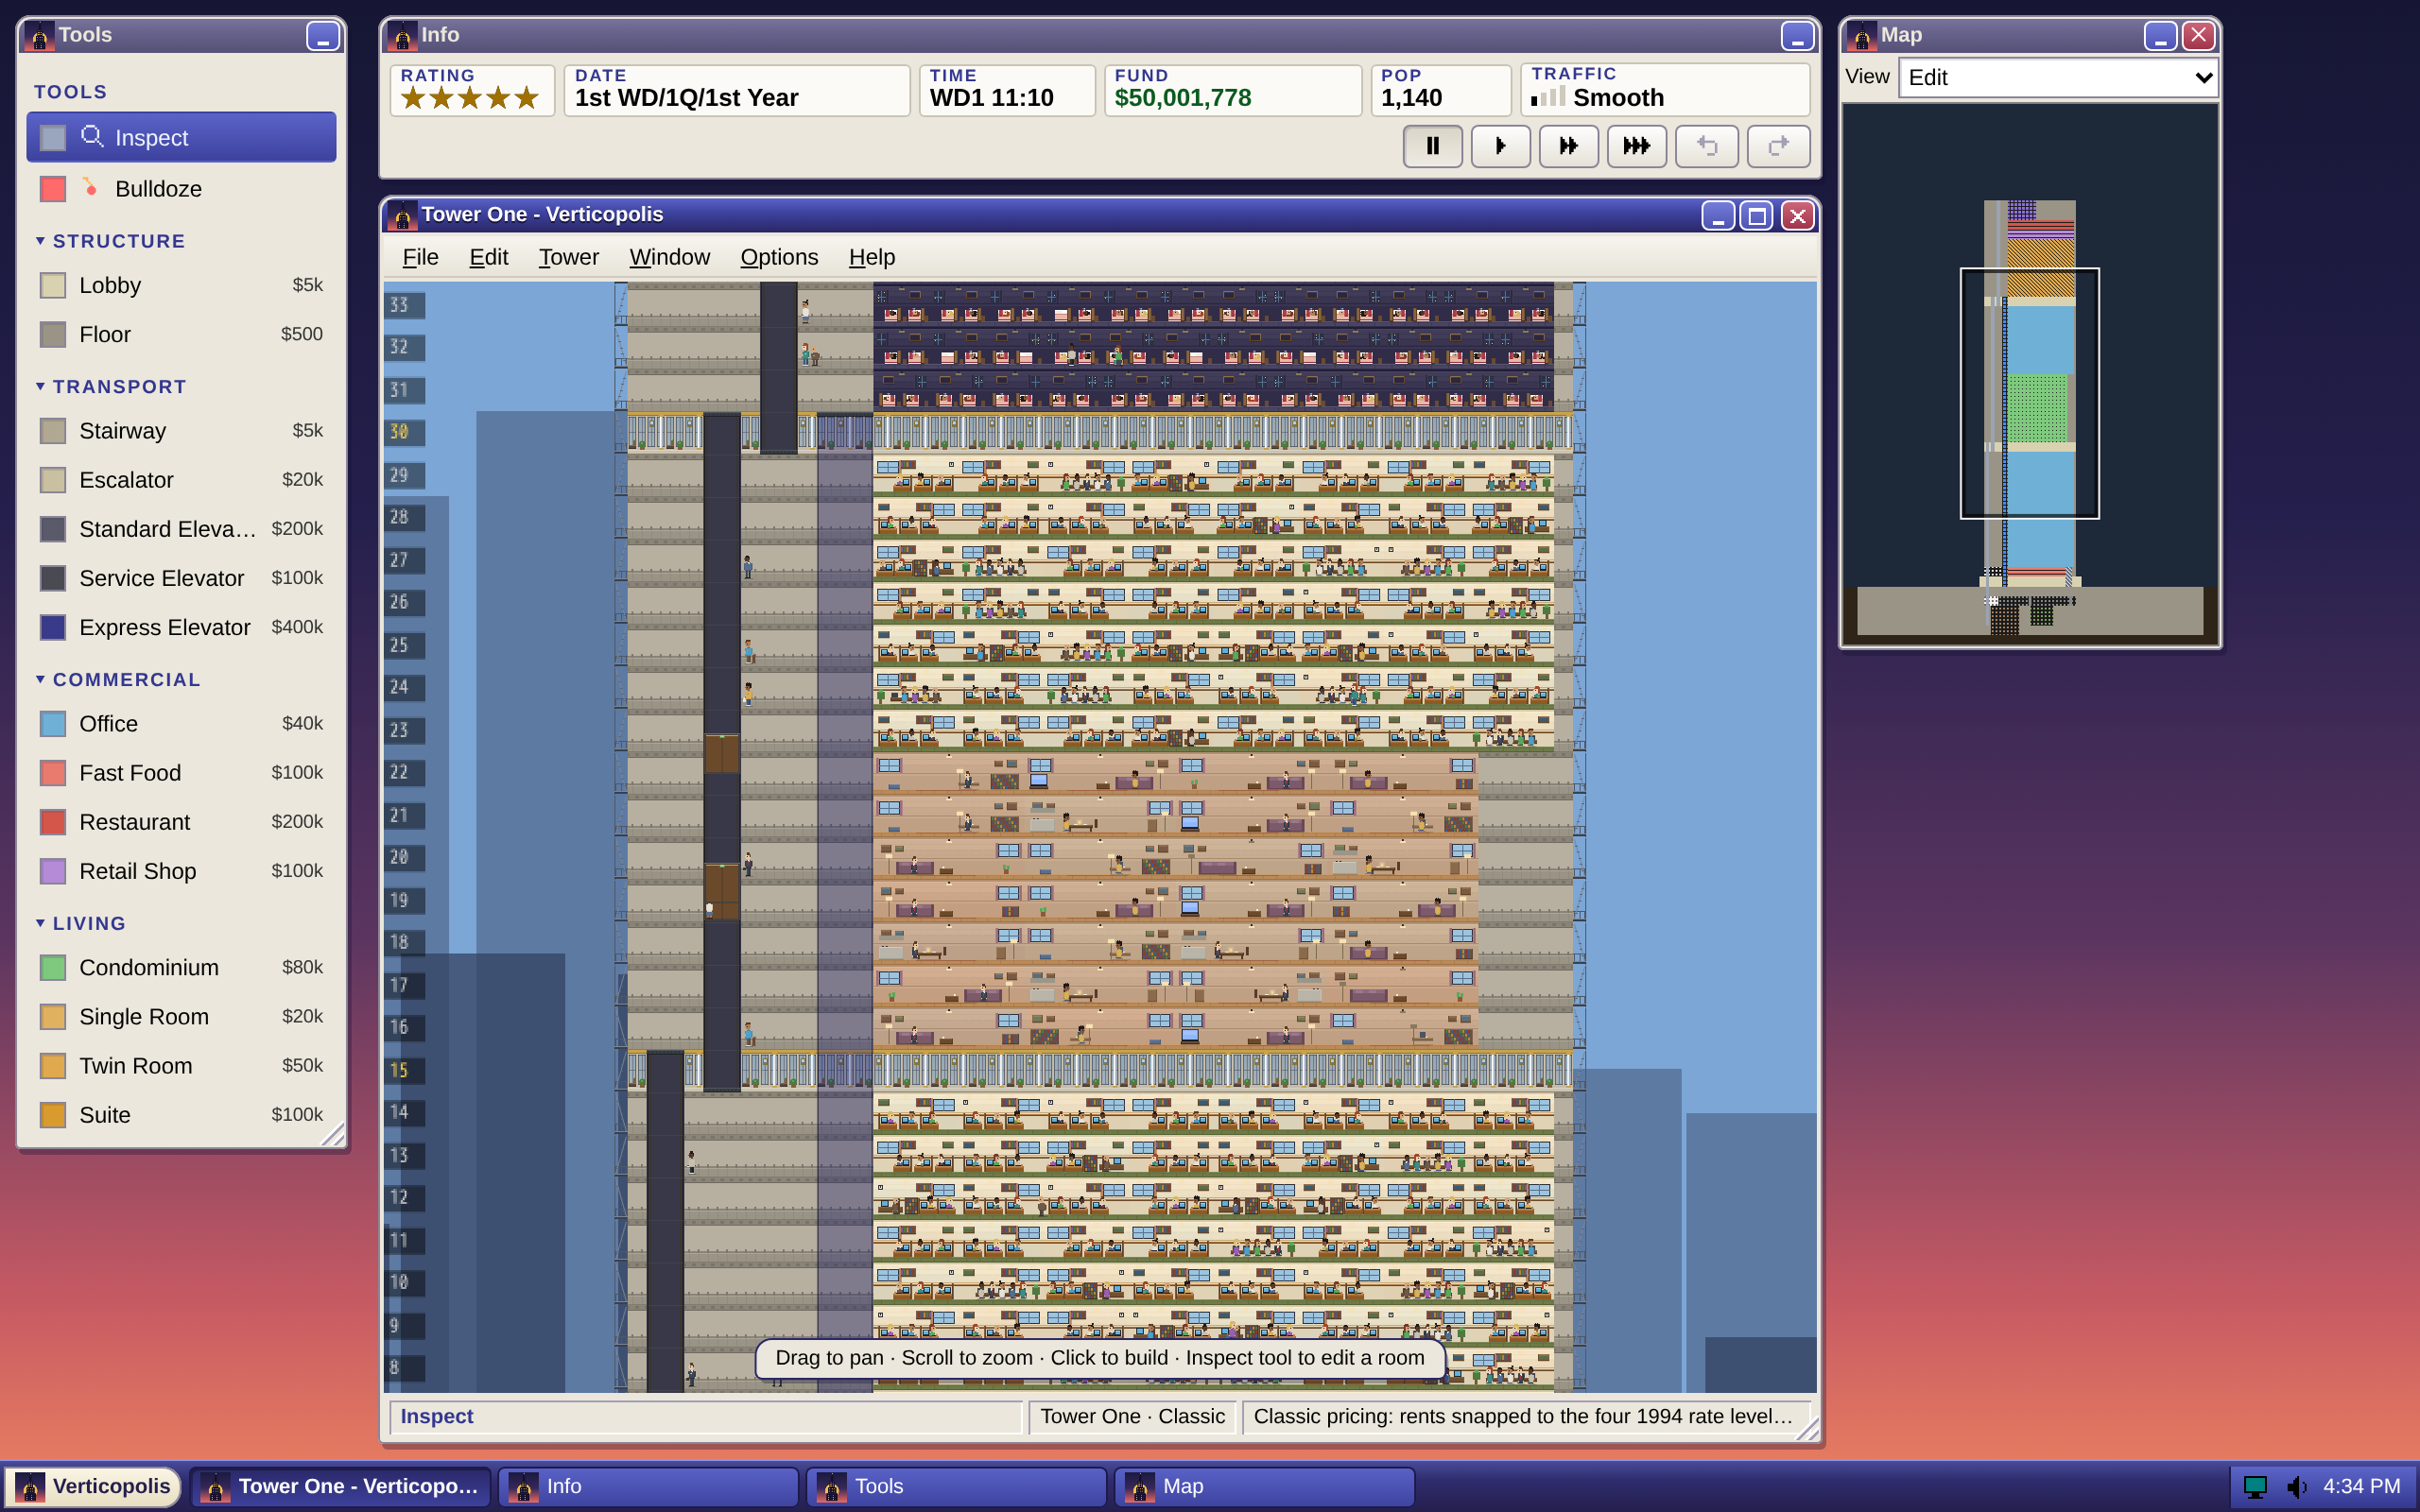 Tools
TOOLS
Inspect
Bulldoze
STRUCTURE
Lobby $5k
Floor $500
TRANSPORT
Stairway $5k
Escalator $20k
Standard Eleva… $200k
Service Elevator $100k
Express Elevator $400k
COMMERCIAL
Office $40k
Fast Food $100k
Restaurant $200k
Retail Shop $100k
LIVING
Condominium $80k
Single Room $20k
Twin Room $50k
Suite $100k
Info
RATING
DATE
1st WD/1Q/1st Year
TIME
WD1 11:10
FUND
$50,001,778
POP
1,140
TRAFFIC
Smooth
Tower One - Verticopolis
File Edit Tower Window Options Help
33
32
31
30
29
28
27
26
25
24
23
22
21
20
19
18
17
16
15
14
13
12
11
10
9
8
Drag to pan · Scroll to zoom · Click to build · Inspect tool to edit a room
Inspect
Tower One · Classic
Classic pricing: rents snapped to the four 1994 rate level…
Map
View Edit
Verticopolis
Tower One - Verticopo…
Info
Tools
Map
4:34 PM